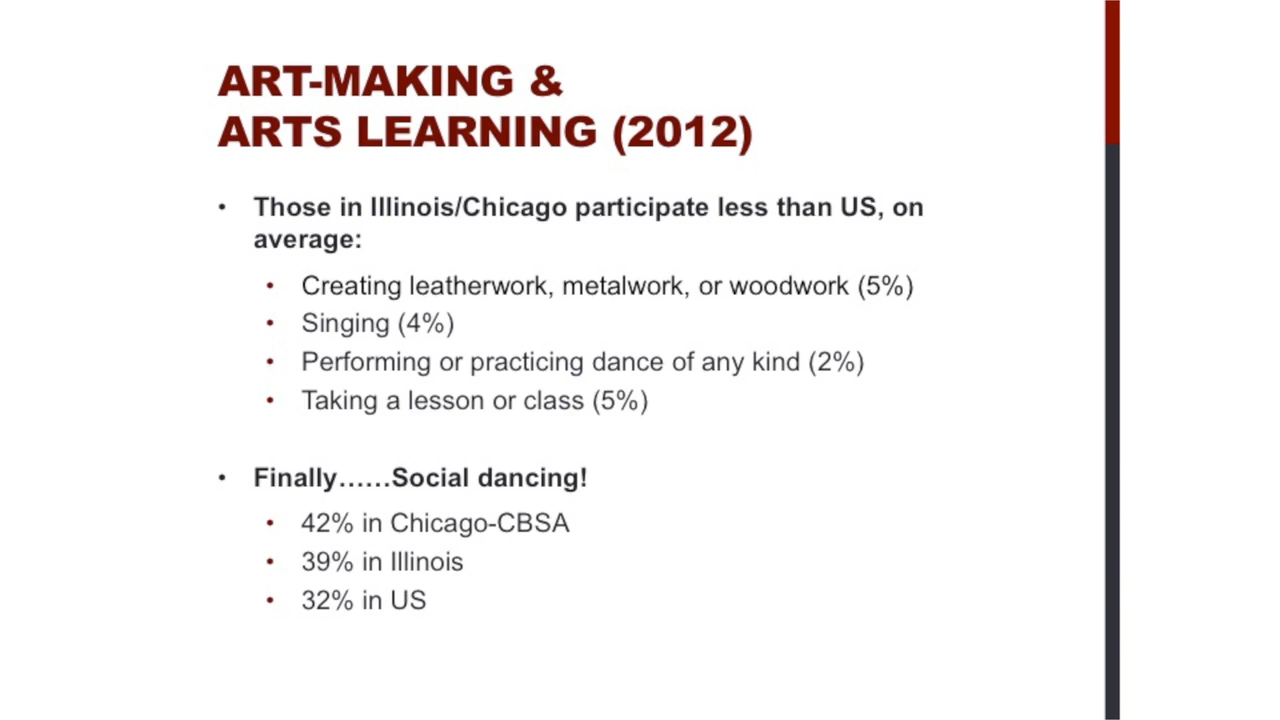 ART-MAKING &
ARTS LEARNING (2012)
• Those in Illinois/Chicago participate less than US, on
average:
• Creating leatherwork, metalwork, or woodwork (5%)
• Singing (4%)
• Performing or practicing dance of any kind (2%)
• Taking a lesson or class (5%)
• Finally……Social dancing!
• 42% in Chicago-CBSA
• 39% in Illinois
• 32% in US